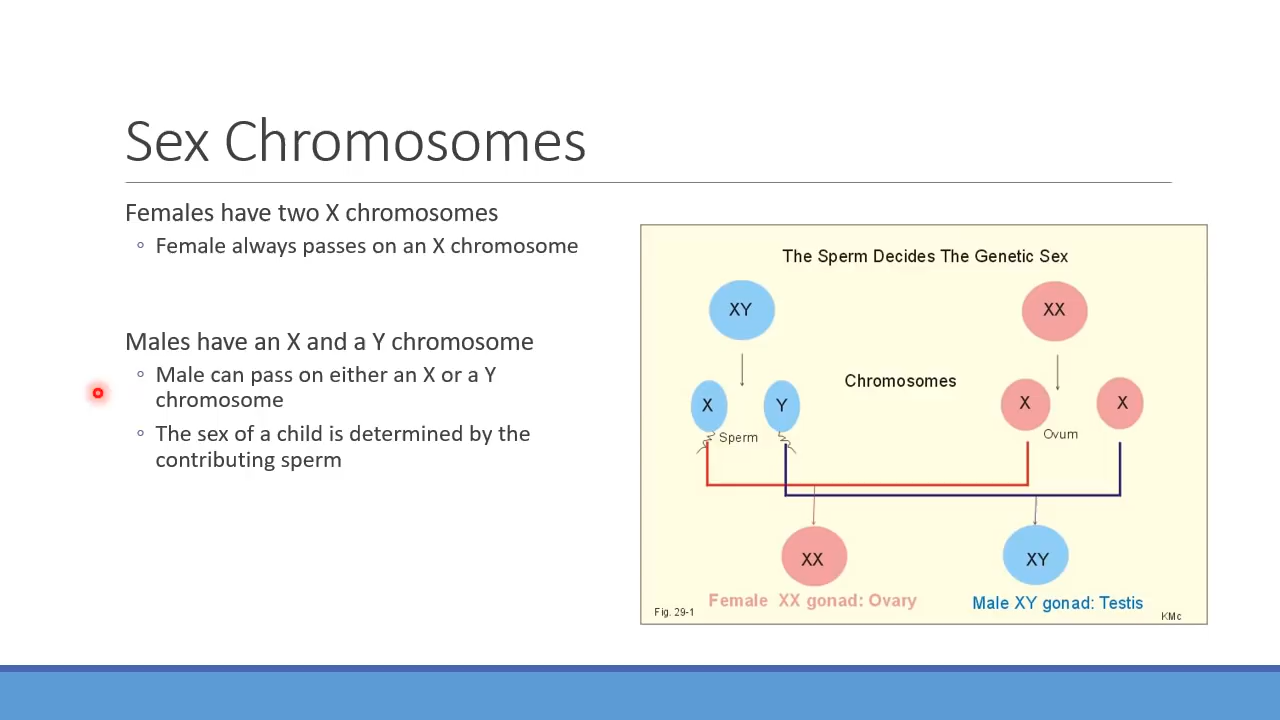 Sex Chromosomes
Females have two X chromosomes
◦ Female always passes on an X chromosome
Males have an X and a Y chromosome
◦ Male can pass on either an X or a Y
chromosome
◦ The sex of a child is determined by the
contributing sperm
The Sperm Decides The Genetic Sex
XY
XX
Chromosomes
X
Y
X
X
Sperm
Ovum
XX
XY
Female XX gonad: Ovary
Male XY gonad: Testis
Fig. 29-1
KMc